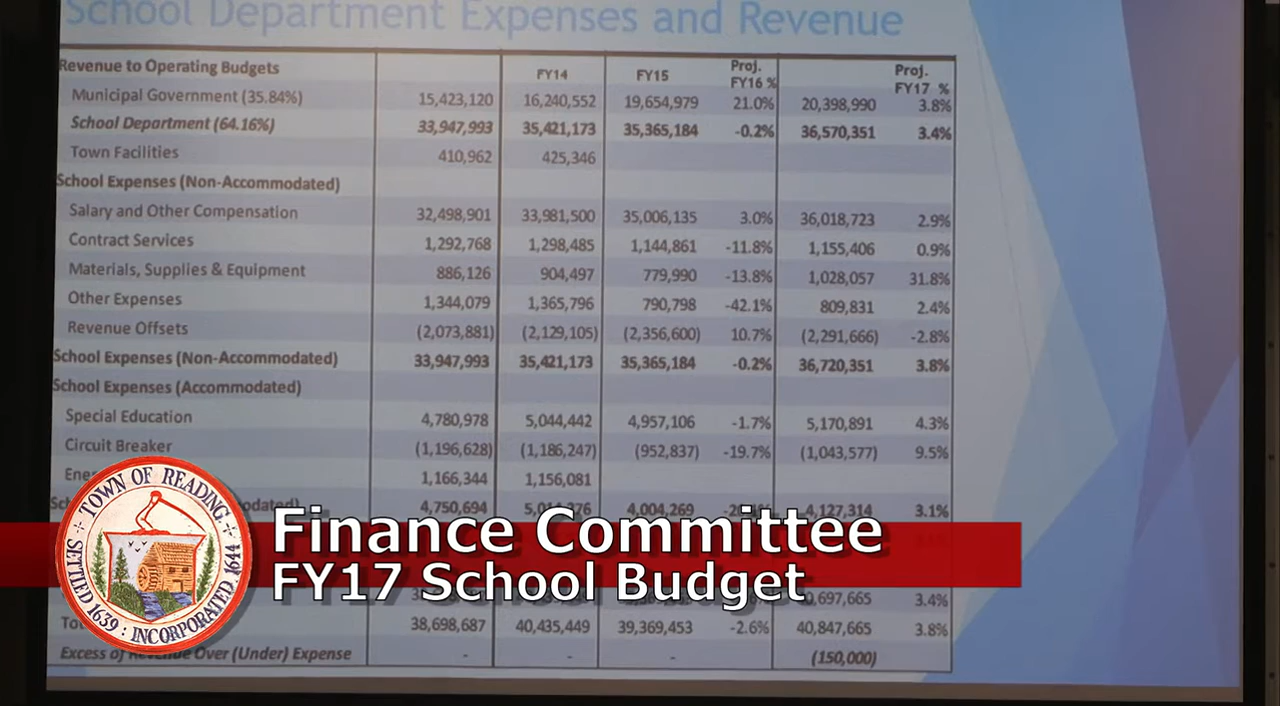 School Department Expenses and Revenue
Revenue to Operating Budgets FY14 FY15 Proj. FY16 % Proj. FY17 %
Municipal Government (35.84%) 15,423,120 16,240,552 19,654,979 21.0% 20,398,990 3.8%
School Department (64.16%) 33,947,993 35,421,173 35,365,184 -0.2% 36,570,351 3.4%
Town Facilities 410,962 425,346
School Expenses (Non-Accommodated)
Salary and Other Compensation 32,498,901 33,981,500 35,006,135 3.0% 36,018,723 2.9%
Contract Services 1,292,768 1,298,485 1,144,861 -11.8% 1,155,406 0.9%
Materials, Supplies & Equipment 886,126 904,497 779,990 -13.8% 1,028,057 31.8%
Other Expenses 1,344,079 1,365,796 790,798 -42.1% 809,831 2.4%
Revenue Offsets (2,073,881) (2,129,105) (2,356,600) 10.7% (2,291,666) -2.8%
School Expenses (Non-Accommodated) 33,947,993 35,421,173 35,365,184 -0.2% 36,720,351 3.8%
School Expenses (Accommodated)
Special Education 4,780,978 5,044,442 4,957,106 -1.7% 5,170,891 4.3%
Circuit Breaker (1,196,628) (1,186,247) (952,837) -19.7% (1,043,577) 9.5%
1,166,344 1,156,081
4,750,694 4,004,269 4,127,314 3.1%
3.4%
38,698,687 40,435,449 39,369,453 -2.6% 40,847,665 3.8%
Excess of Revenue Over (Under) Expense - - - (150,000)
Finance Committee
FY17 School Budget
TOWN OF READING
SETTLED 1639 : INCORPORATED 1644